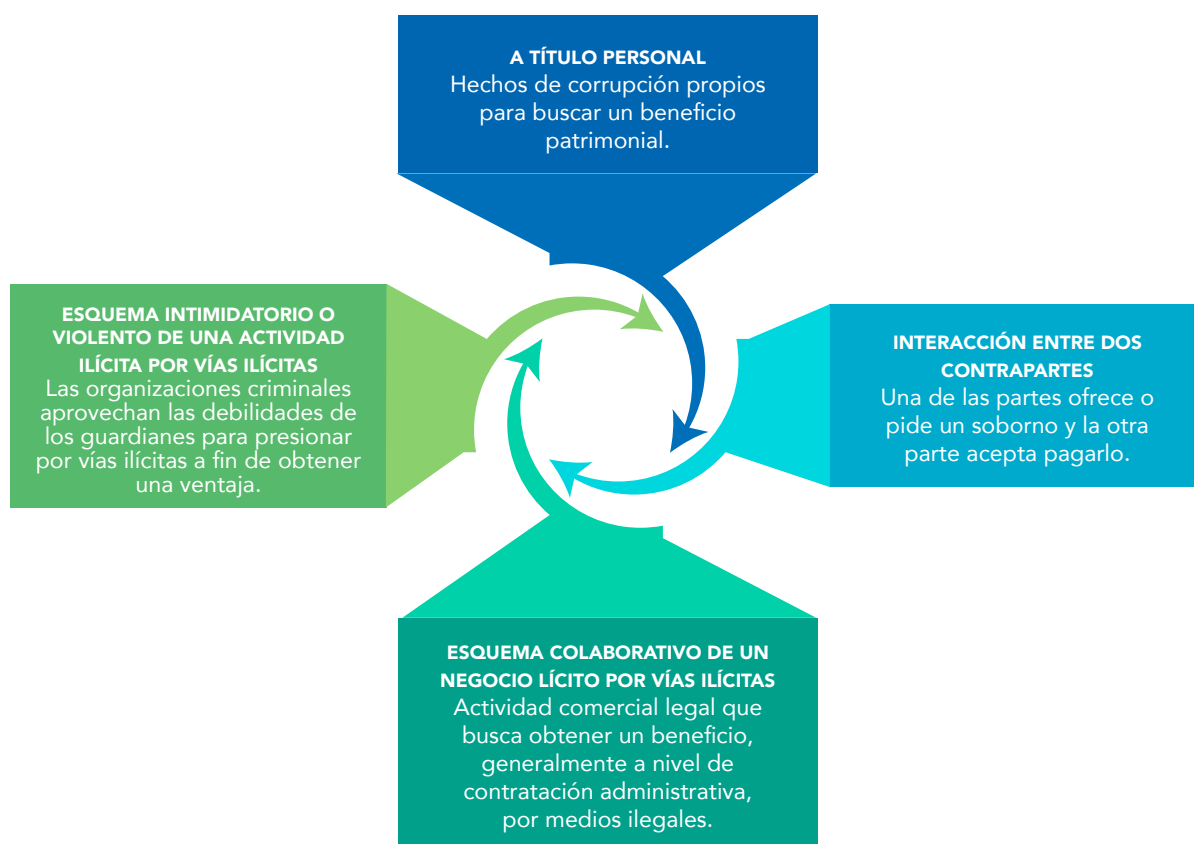 A TÍTULO PERSONAL
Hechos de corrupción propios
para buscar un beneficio
patrimonial.
INTERACCIÓN ENTRE DOS
CONTRAPARTES
Una de las partes ofrece o
pide un soborno y la otra
parte acepta pagarlo.
ESQUEMA COLABORATIVO DE UN
NEGOCIO LÍCITO POR VÍAS ILÍCITAS
Actividad comercial legal que
busca obtener un beneficio,
generalmente a nivel de
contratación administrativa,
por medios ilegales.
ESQUEMA INTIMIDATORIO O
VIOLENTO DE UNA ACTIVIDAD
ILÍCITA POR VÍAS ILÍCITAS
Las organizaciones criminales
aprovechan las debilidades de
los guardianes para presionar
por vías ilícitas a fin de obtener
una ventaja.